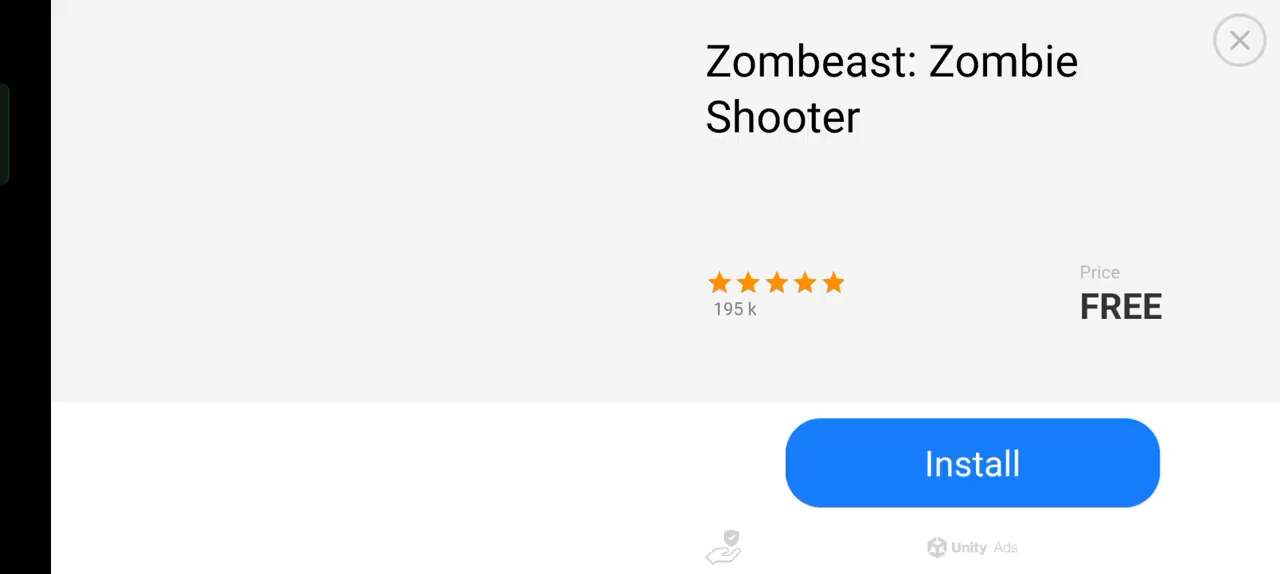 Zombeast: Zombie
Shooter
195 k
Price
FREE
Install
Unity Ads